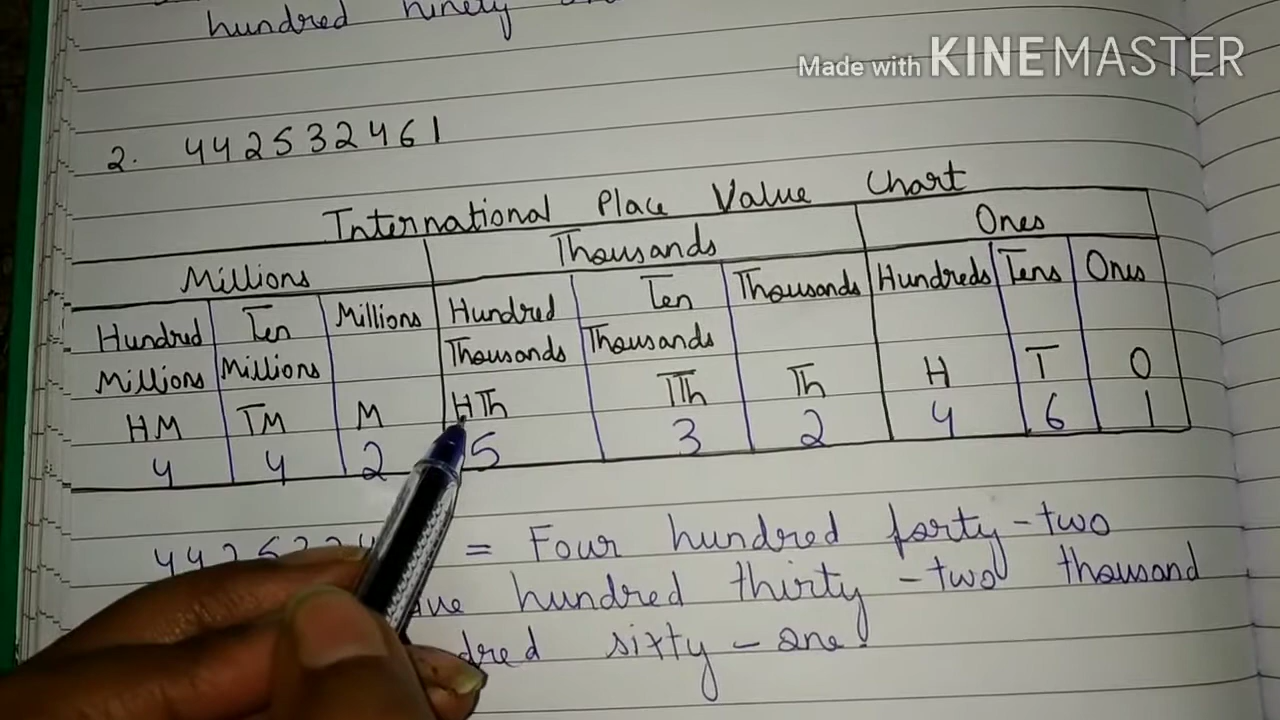 hundred ninety
Made with KINEMASTER
2. 442532461
International Place Value Chart
Millions Thousands Ones
Hundred Millions Ten Millions Millions Hundred Thousands Ten Thousands Thousands Hundreds Tens Ones
HM TM M HTh TTh Th H T O
4 4 2 5 3 2 4 6 1
= Four hundred forty-two
hundred thirty-two thousand
sixty-one.